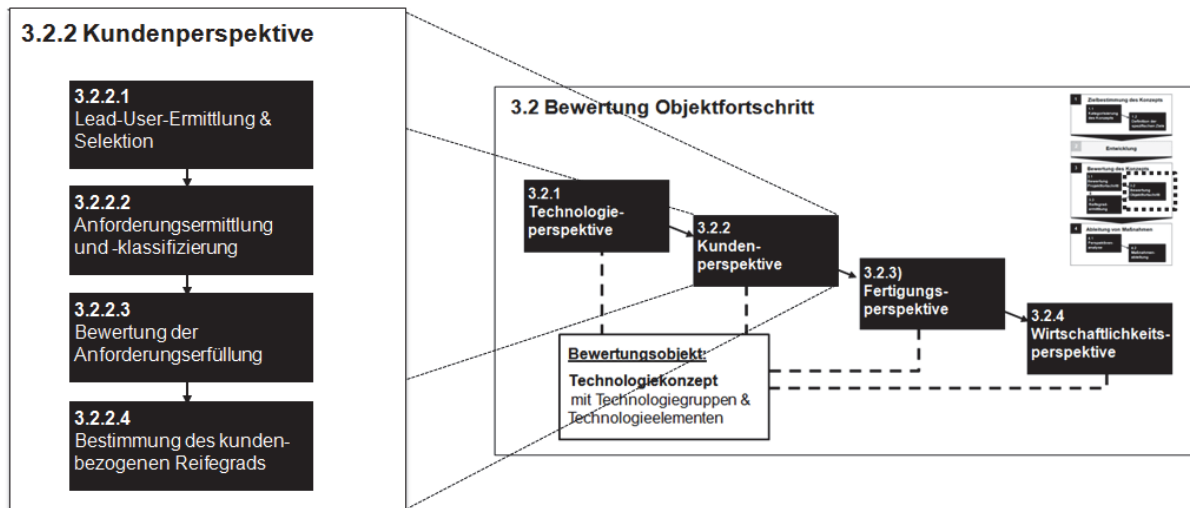 3.2.2 Kundenperspektive
3.2.2.1
Lead-User-Ermittlung &
Selektion
3.2.2.2
Anforderungsermittlung
und -klassifizierung
3.2.2.3
Bewertung der
Anforderungserfüllung
3.2.2.4
Bestimmung des kunden-
bezogenen Reifegrads
3.2 Bewertung Objektfortschritt
3.2.1
Technologie-
perspektive
3.2.2
Kunden-
perspektive
3.2.3)
Fertigungs-
perspektive
3.2.4
Wirtschaftlichkeits-
perspektive
Bewertungsobjekt:
Technologiekonzept
mit Technologiegruppen &
Technologieelementen
Zielbestimmung des Konzepts
Entwicklung
Bewertung des Konzepts
Ableitung von Maßnahmen